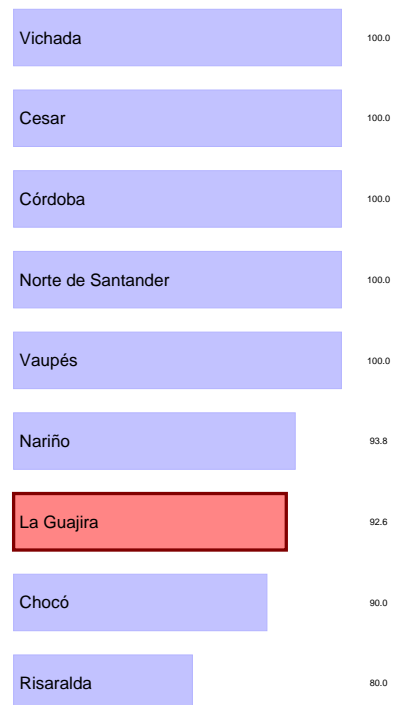 Vichada 100.0
Cesar 100.0
Córdoba 100.0
Norte de Santander 100.0
Vaupés 100.0
Nariño 93.8
La Guajira 92.6
Chocó 90.0
Risaralda 80.0